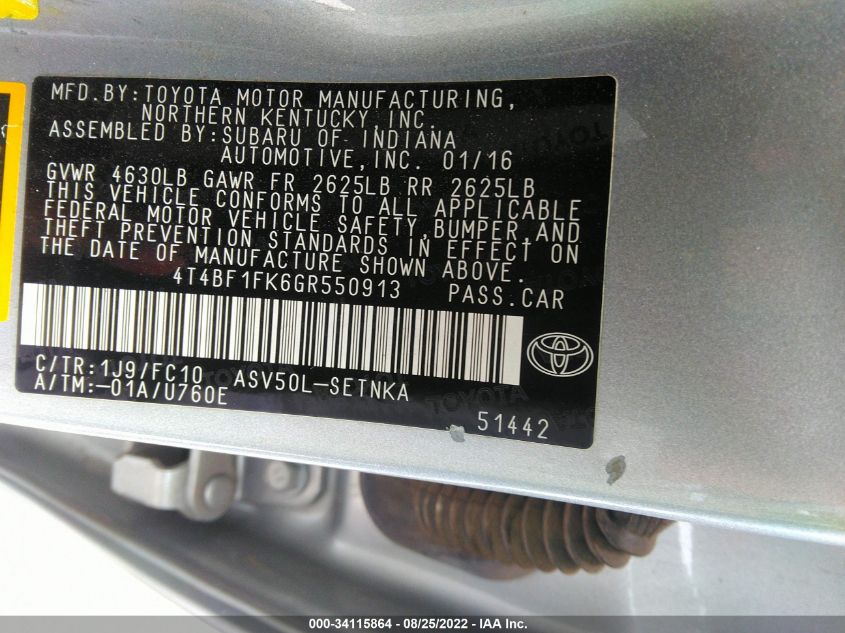 MFD.BY:TOYOTA MOTOR MANUFACTURING,
NORTHERN KENTUCKY, INC.
ASSEMBLED BY:SUBARU OF INDIANA
AUTOMOTIVE,INC. 01/16
GVWR 4630LB GAWR FR 2625LB RR 2625LB
THIS VEHICLE CONFORMS TO ALL APPLICABLE
FEDERAL MOTOR VEHICLE SAFETY,BUMPER,AND
THEFT PREVENTION STANDARDS IN EFFECT ON
THE DATE OF MANUFACTURE SHOWN ABOVE.
4T4BF1FK6GR550913 PASS.CAR
C/TR:1J9/FC10 ASV50L-SETNKA
A/TM:-01A/U760E
51442
000-34115864 / 08/25/2022 / IAA Inc.